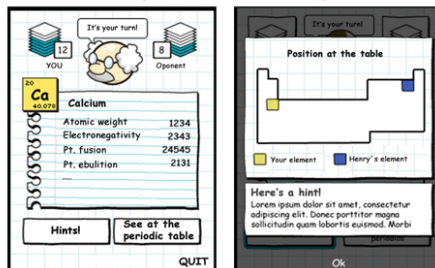 It's your turn!
12
8
YOU
Oponent
20
Ca
40.078
Calcium
Atomic weight 1234
Electronegativity 2343
Pt. fusion 24545
Pt. ebulition 2131
...
Hints!
See at the
periodic table
QUIT
It's your turn!
Position at the table
Your element
Henry's element
Here's a hint!
Lorem ipsum dolor sit amet, consectetur
adipiscing elit. Donec porttitor magna
sollicitudin quam lobortis euismod. Morbi
periodic
Ok